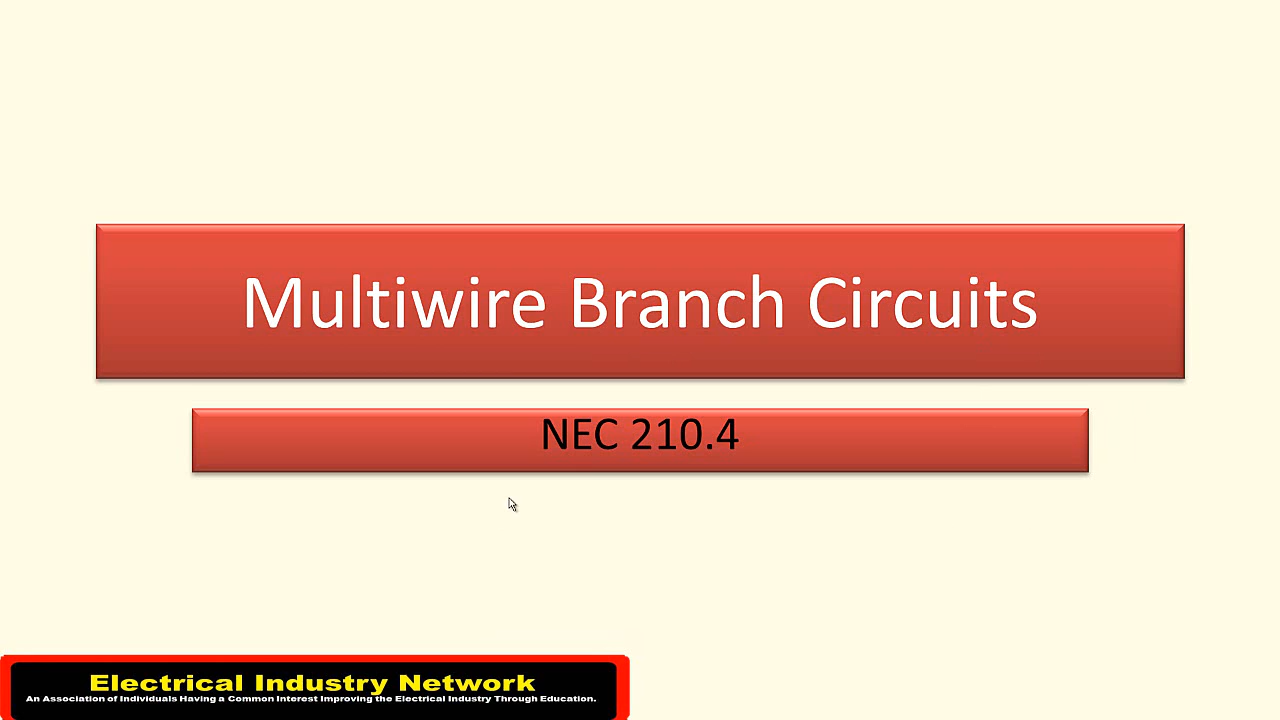 Multiwire Branch Circuits
NEC 210.4
Electrical Industry Network
An Association of Individuals Having a Common Interest Improving the Electrical Industry Through Education.